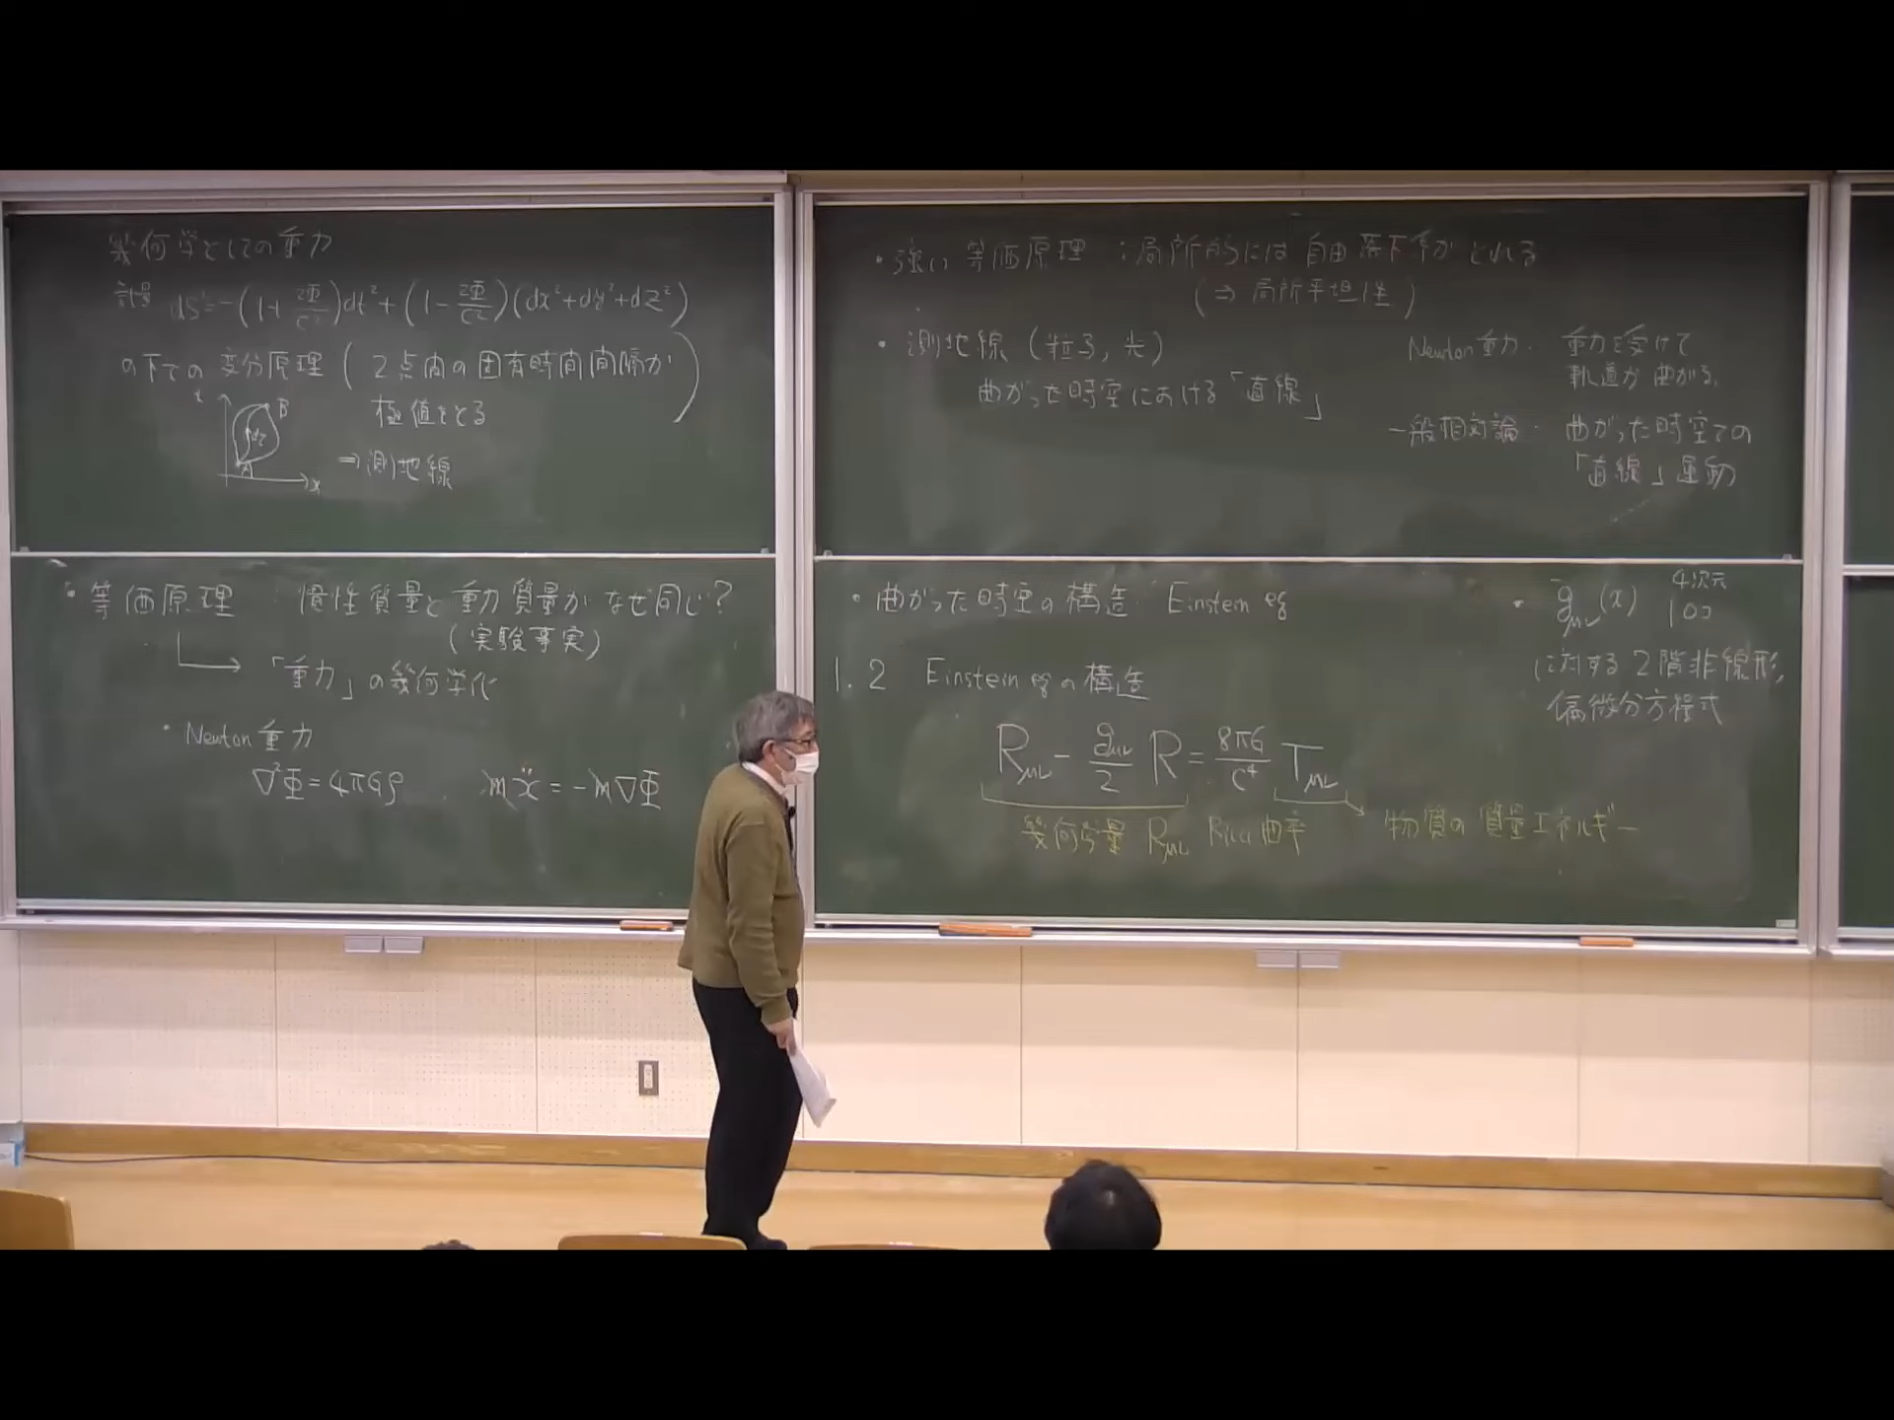 幾何学としての重力
計量 ds²=-(1+2Φ/c²)dt²+(1-2Φ/c²)(dx²+dy²+dz²)
の下での変分原理(2点間の固有時間間隔が
極値をとる)
t B
dτ
A x
⇒測地線
・等価原理 慣性質量と重力質量がなぜ同じ?
(実験事実)
「重力」の幾何学化
・Newton重力
∇²Φ=4πGρ mẍ=-m∇Φ
・強い等価原理:局所的には自由落下系がとれる
(⇒局所平坦性)
・測地線(粒子,光)
曲がった時空における「直線」
Newton重力・重力を受けて
軌道が曲がる、
一般相対論・曲がった時空での
「直線」運動
・曲がった時空の構造 Einstein eq
1.2 Einstein eqの構造
Rμν-gμν/2 R=8πG/c⁴ Tμν
幾何学量 Rμν Ricci曲率
物質の質量エネルギー
・gμν(x) 4次元
10コ
に対する2階非線形,
偏微分方程式